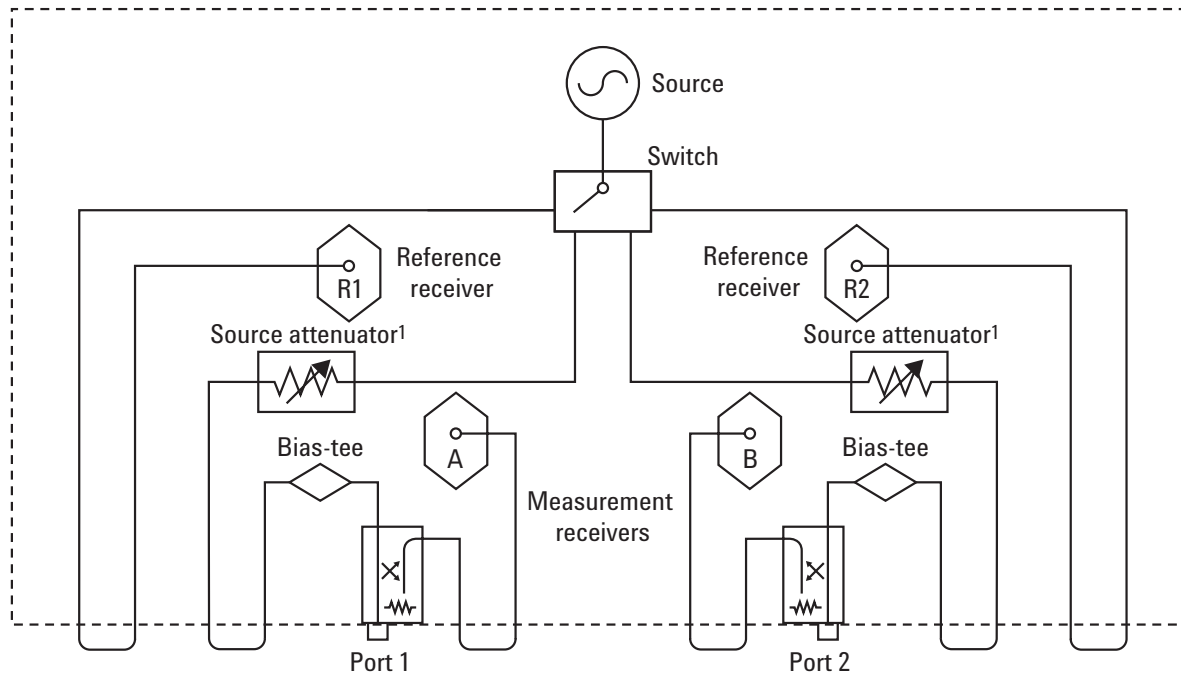 Source
Switch
Reference
receiver
R1
Reference
receiver
R2
Source attenuator¹
Source attenuator¹
Bias-tee
A
Measurement
receivers
B
Bias-tee
Port 1
Port 2